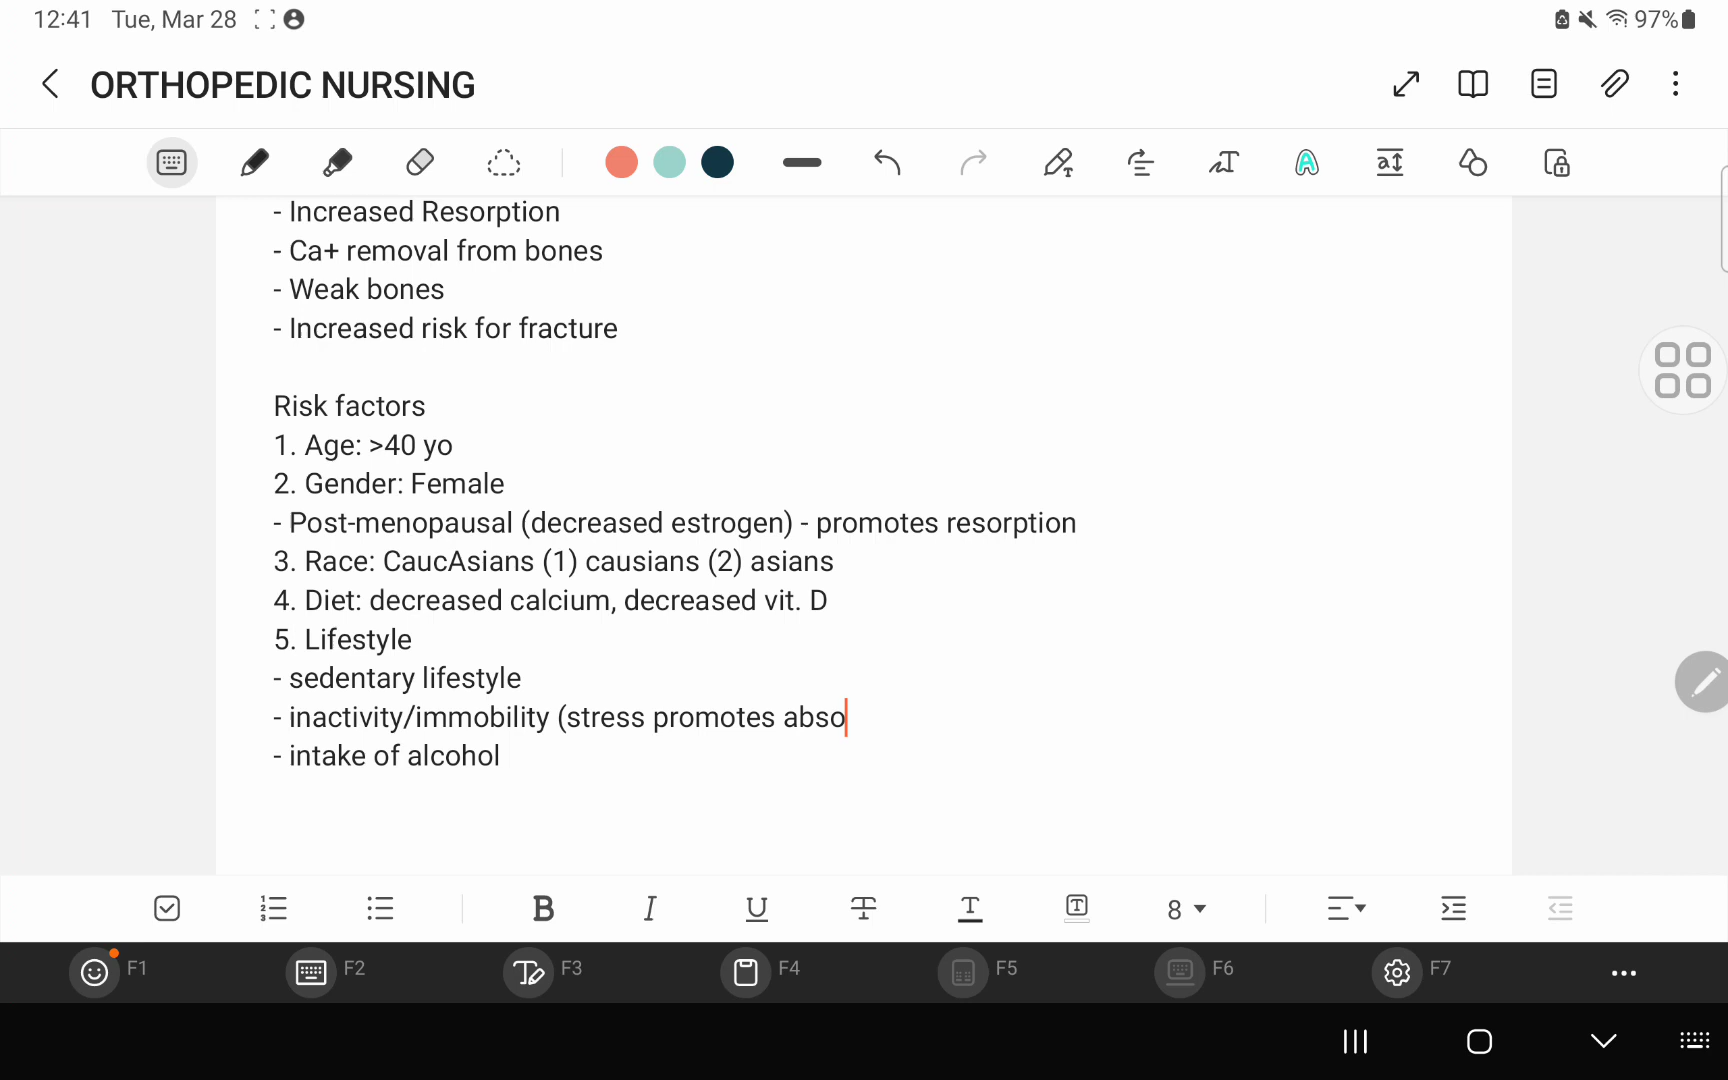 12:41 Tue, Mar 28 97%
ORTHOPEDIC NURSING
- Increased Resorption
- Ca+ removal from bones
- Weak bones
- Increased risk for fracture
Risk factors
1. Age: >40 yo
2. Gender: Female
- Post-menopausal (decreased estrogen) - promotes resorption
3. Race: CaucAsians (1) causians (2) asians
4. Diet: decreased calcium, decreased vit. D
5. Lifestyle
- sedentary lifestyle
- inactivity/immobility (stress promotes abso
- intake of alcohol
B I U T T T 8
F1 F2 F3 F4 F5 F6 F7